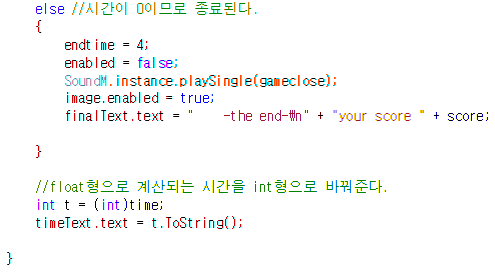 else //시간이 0이므로 종료된다.
{
endtime = 4;
enabled = false;
SoundM.instance.playSingle(gameclose);
image.enabled = true;
finalText.text = "    -the end-₩n" + "your score " + score;
}
//float형으로 계산되는 시간을 int형으로 바꿔준다.
int t = (int)time;
timeText.text = t.ToString();
}